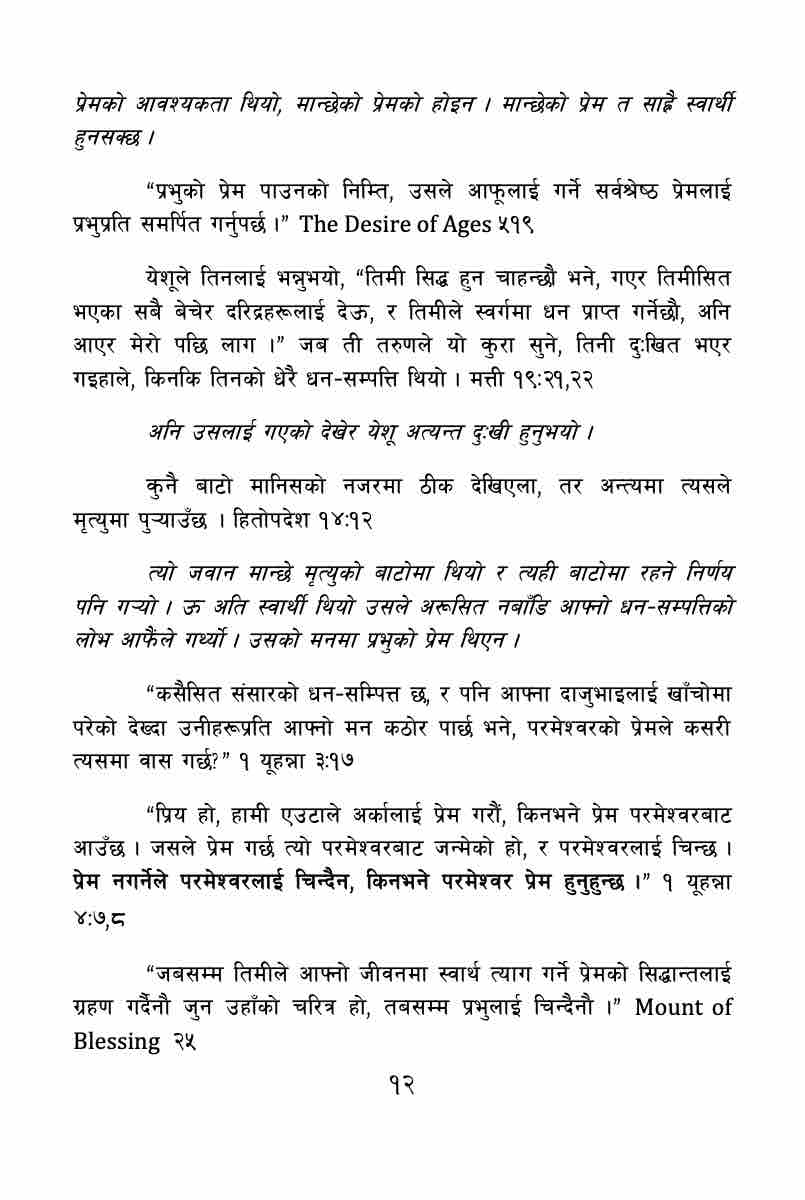 प्रेमको आवश्यकता थियो, मान्छेको प्रेमको होइन । मान्छेको प्रेम त साह्रै स्वार्थी
हुनसक्छ ।
“प्रभुको प्रेम पाउनको निम्ति, उसले आफूलाई गर्ने सर्वश्रेष्ठ प्रेमलाई
प्रभुप्रति समर्पित गर्नुपर्छ ।” The Desire of Ages ५१९
येशूले तिनलाई भन्नुभयो, “तिमी सिद्ध हुन चाहन्छौ भने, गएर तिमीसित
भएका सबै बेचेर दरिद्रहरूलाई देऊ, र तिमीले स्वर्गमा धन प्राप्त गर्नेछौ, अनि
आएर मेरो पछि लाग ।” जब ती तरुणले यो कुरा सुने, तिनी दुःखित भएर
गइहाले, किनकि तिनको धेरै धन-सम्पत्ति थियो । मत्ती १९:२१,२२
अनि उसलाई गएको देखेर येशू अत्यन्त दुःखी हुनुभयो ।
कुनै बाटो मानिसको नजरमा ठीक देखिएला, तर अन्त्यमा त्यसले
मृत्युमा पुर्‍याउँछ । हितोपदेश १४:१२
त्यो जवान मान्छे मृत्युको बाटोमा थियो र त्यही बाटोमा रहने निर्णय
पनि गर्‍यो । ऊ अति स्वार्थी थियो उसले अरूसित नबाँडि आफ्नो धन-सम्पत्तिको
लोभ आफैंले गर्थ्यो । उसको मनमा प्रभुको प्रेम थिएन ।
“कसैसित संसारको धन-सम्पित्त छ, र पनि आफ्ना दाजुभाइलाई खाँचोमा
परेको देख्दा उनीहरूप्रति आफ्नो मन कठोर पार्छ भने, परमेश्वरको प्रेमले कसरी
त्यसमा वास गर्छ?” १ यूहन्ना ३:१७
“प्रिय हो, हामी एउटाले अर्कालाई प्रेम गरौं, किनभने प्रेम परमेश्वरबाट
आउँछ । जसले प्रेम गर्छ त्यो परमेश्वरबाट जन्मेको हो, र परमेश्वरलाई चिन्छ ।
प्रेम नगर्नेले परमेश्वरलाई चिन्दैन, किनभने परमेश्वर प्रेम हुनुहुन्छ ।” १ यूहन्ना
४:७,८
“जबसम्म तिमीले आफ्नो जीवनमा स्वार्थ त्याग गर्ने प्रेमको सिद्धान्तलाई
ग्रहण गर्दैनौ जुन उहाँको चरित्र हो, तबसम्म प्रभुलाई चिन्दैनौ ।” Mount of
Blessing २५
१२